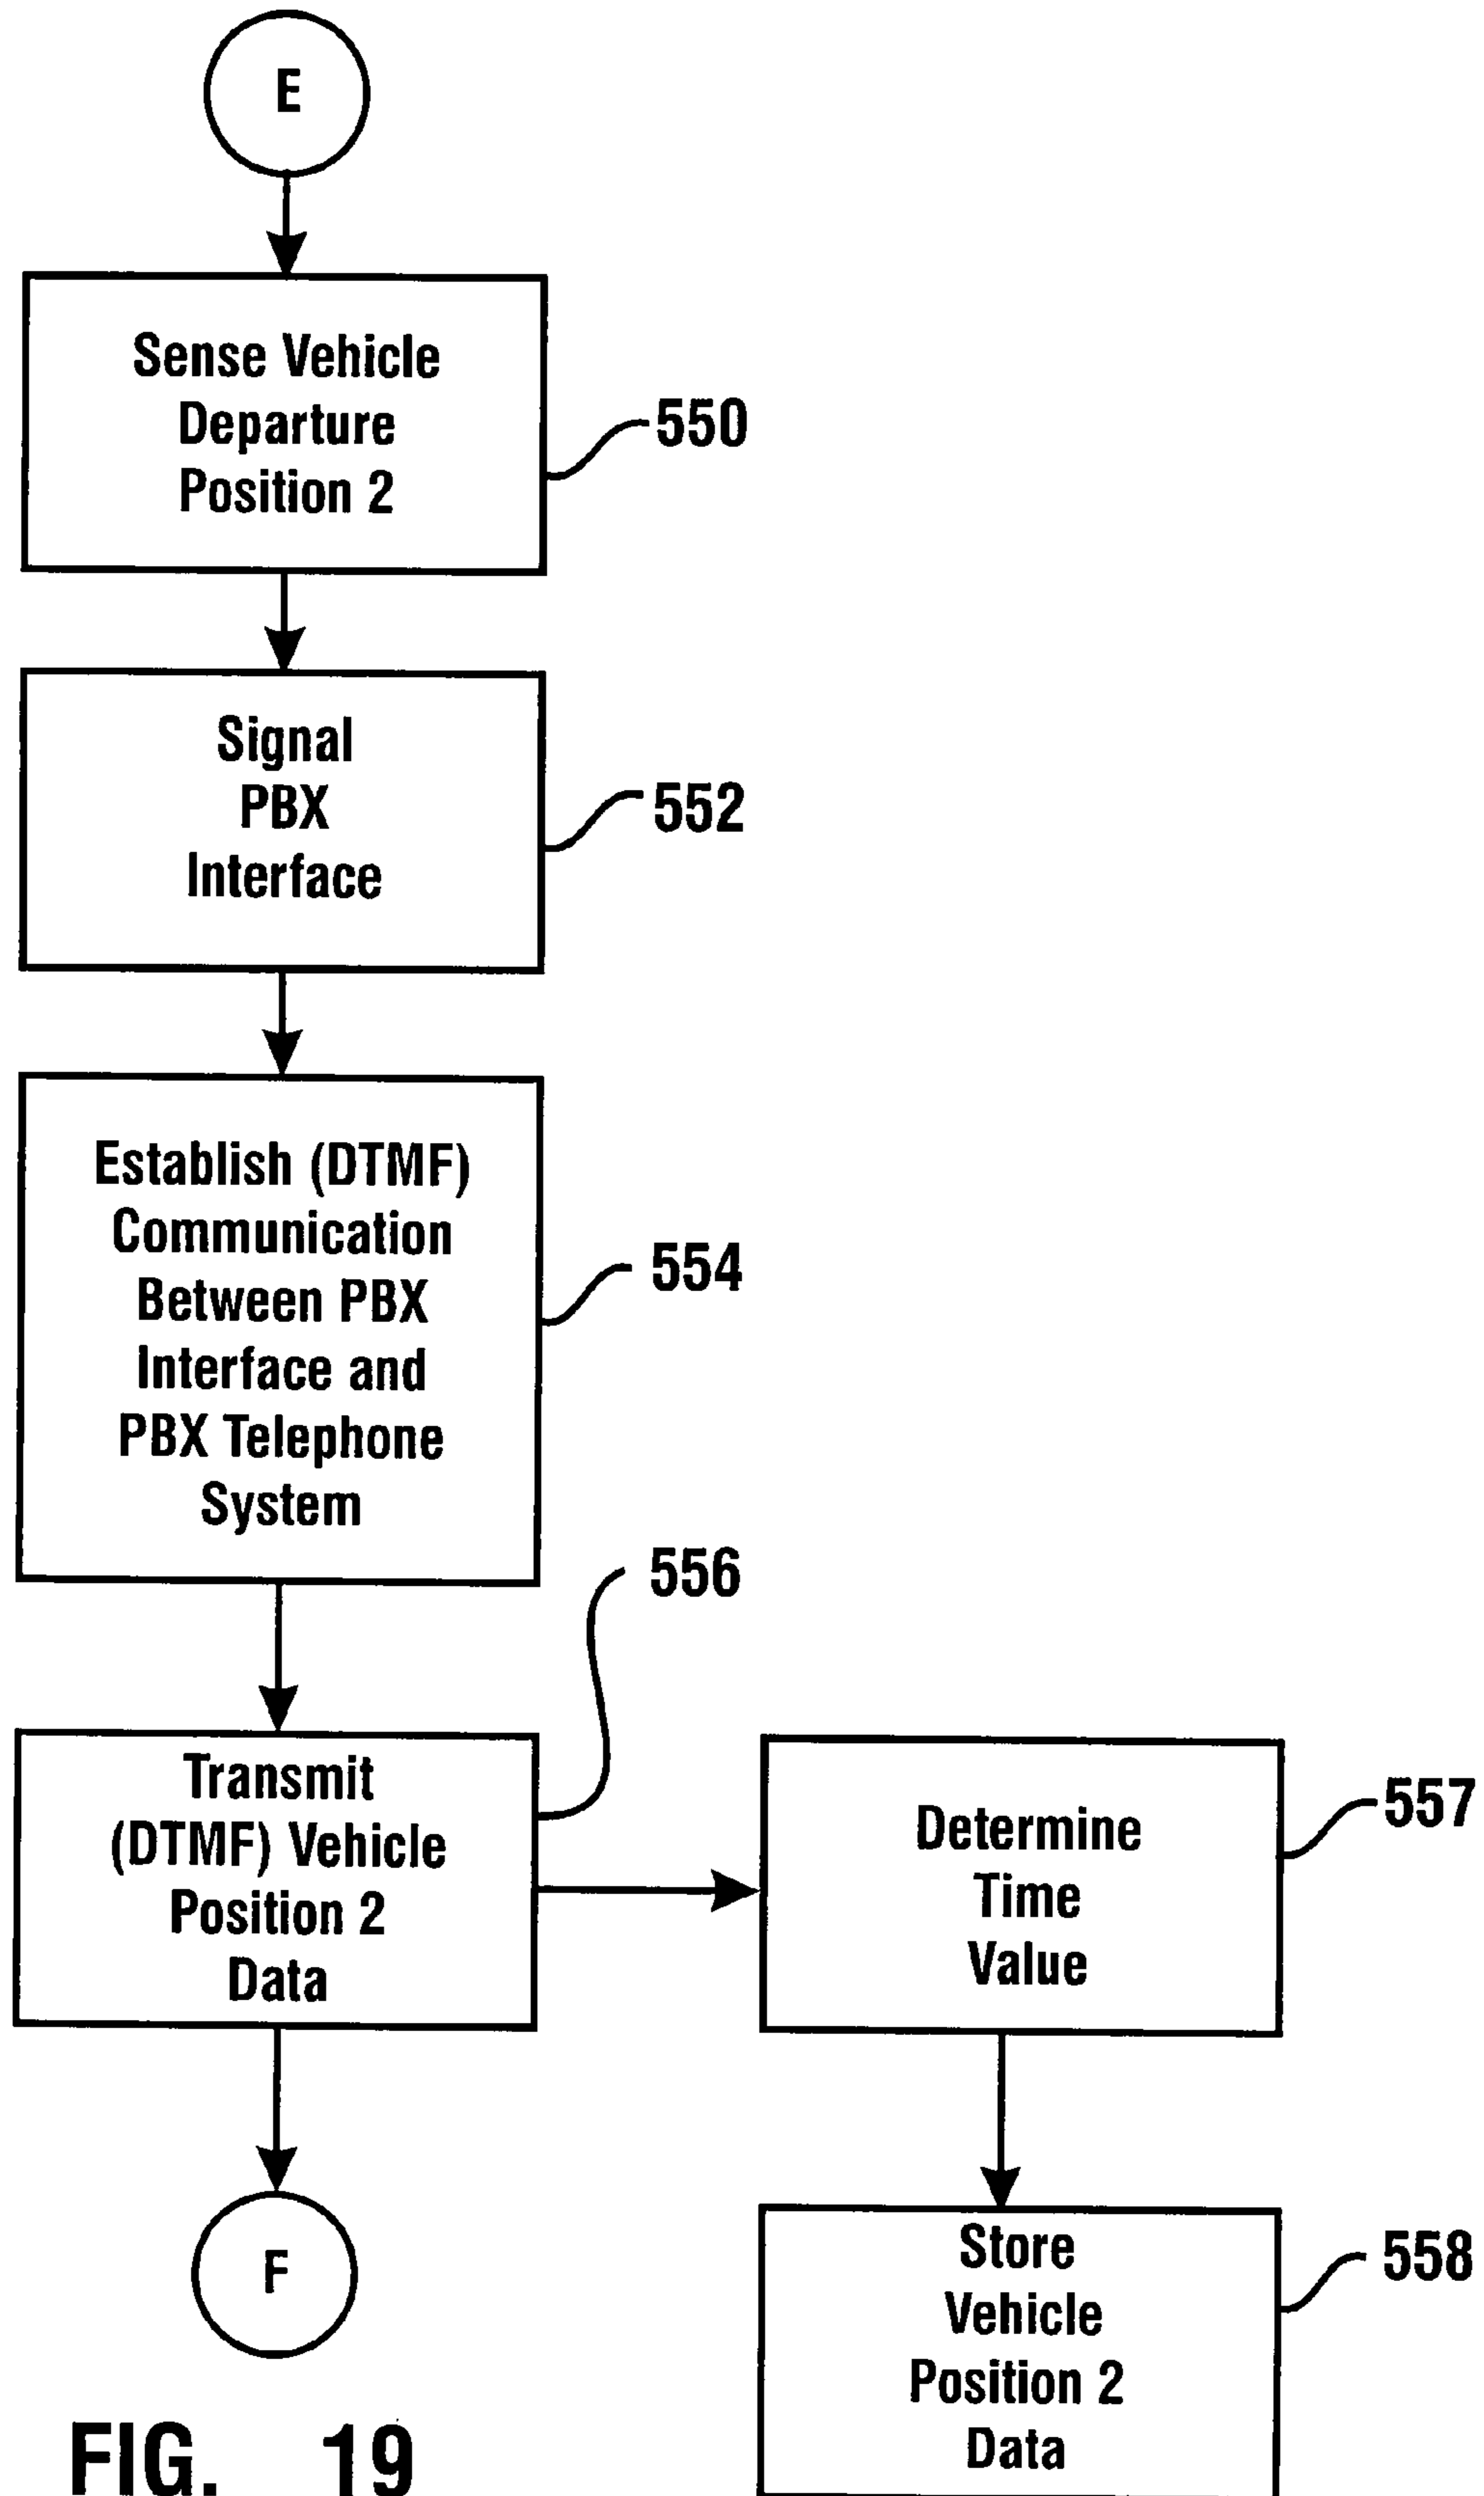 E
Sense Vehicle
Departure
Position 2
550
Signal
PBX
Interface
552
Establish (DTMF)
Communication
Between PBX
Interface and
PBX Telephone
System
554
556
Transmit
(DTMF) Vehicle
Position 2
Data
Determine
Time
Value
557
F
Store
Vehicle
Position 2
Data
558
FIG. 19